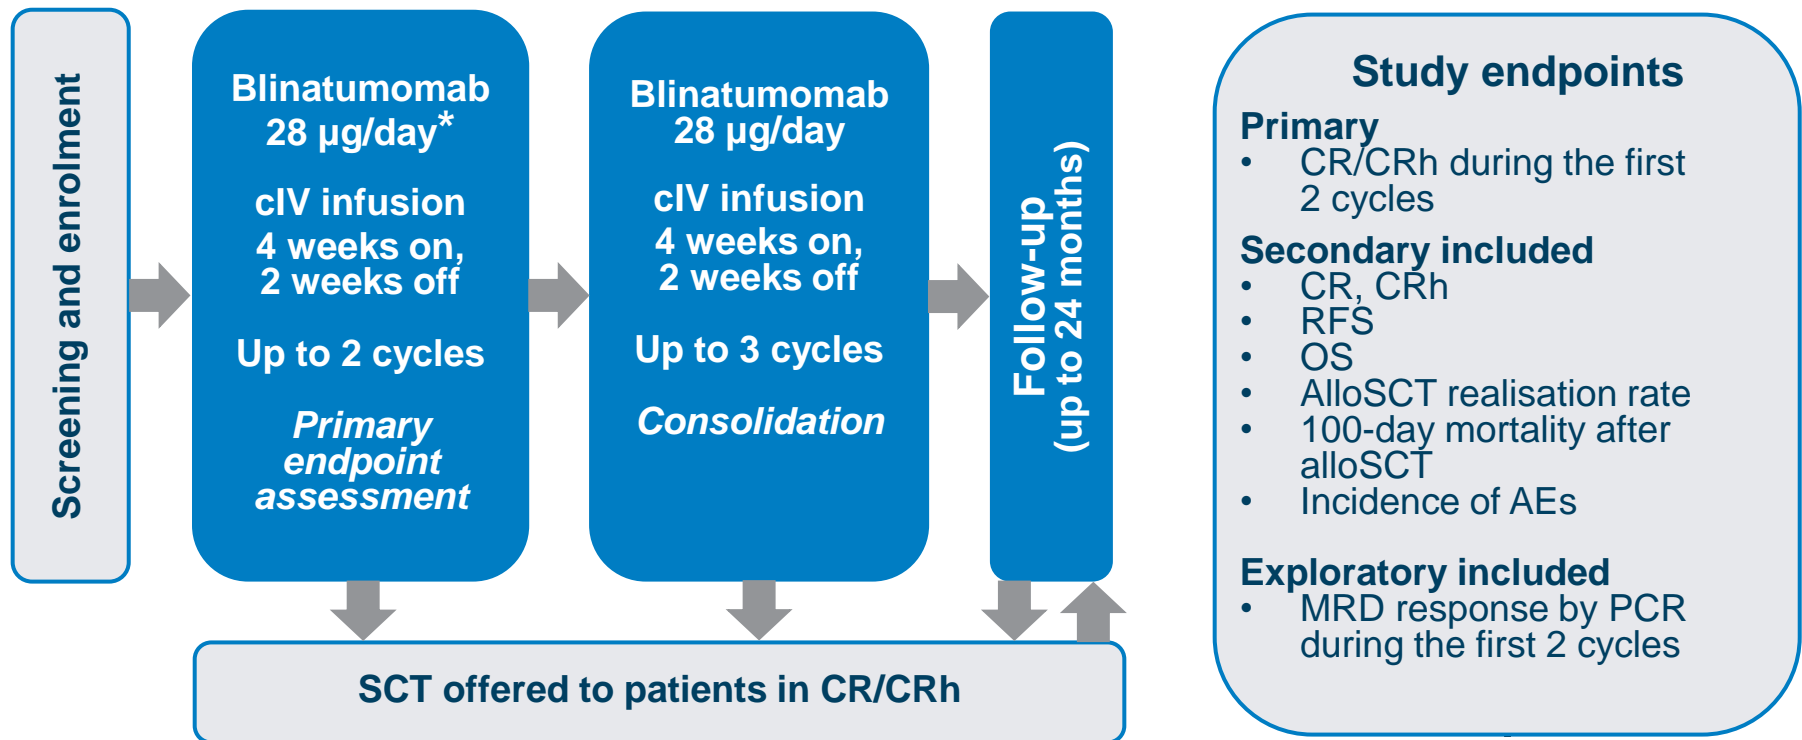 Screening and enrolment
Blinatumomab
28 µg/day*
cIV infusion
4 weeks on,
2 weeks off
Up to 2 cycles
Primary
endpoint
assessment
Blinatumomab
28 µg/day
cIV infusion
4 weeks on,
2 weeks off
Up to 3 cycles
Consolidation
Follow-up
(up to 24 months)
SCT offered to patients in CR/CRh
Study endpoints
Primary
• CR/CRh during the first
2 cycles
Secondary included
• CR, CRh
• RFS
• OS
• AlloSCT realisation rate
• 100-day mortality after
alloSCT
• Incidence of AEs
Exploratory included
• MRD response by PCR
during the first 2 cycles